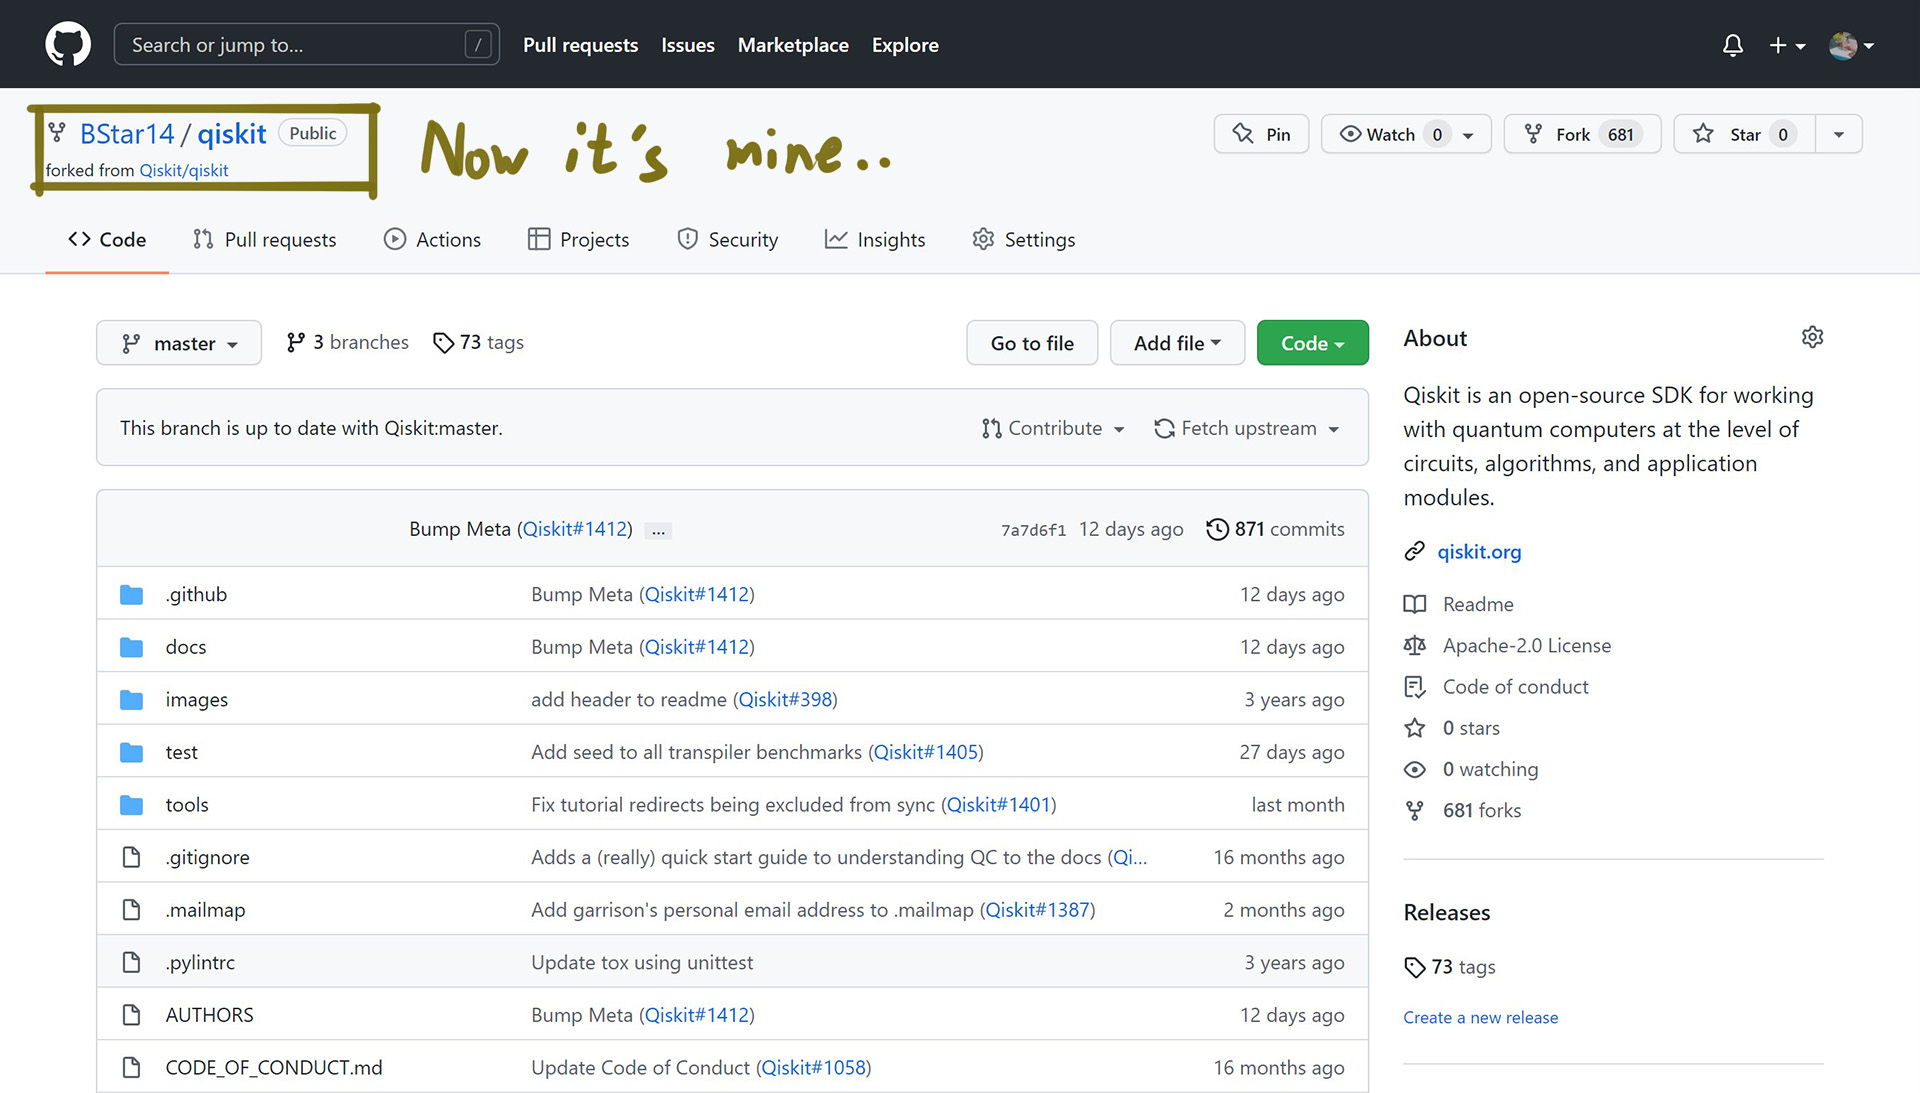 Search or jump to... /
Pull requests Issues Marketplace Explore
BStar14 / qiskit Public
forked from Qiskit/qiskit
Now it's mine..
Pin
Watch 0
Fork 681
Star 0
Code Pull requests Actions Projects Security Insights Settings
master 3 branches 73 tags Go to file Add file Code
This branch is up to date with Qiskit:master. Contribute Fetch upstream
Bump Meta (Qiskit#1412) ... 7a7d6f1 12 days ago 871 commits
.github Bump Meta (Qiskit#1412) 12 days ago
docs Bump Meta (Qiskit#1412) 12 days ago
images add header to readme (Qiskit#398) 3 years ago
test Add seed to all transpiler benchmarks (Qiskit#1405) 27 days ago
tools Fix tutorial redirects being excluded from sync (Qiskit#1401) last month
.gitignore Adds a (really) quick start guide to understanding QC to the docs (Qi... 16 months ago
.mailmap Add garrison's personal email address to .mailmap (Qiskit#1387) 2 months ago
.pylintrc Update tox using unittest 3 years ago
AUTHORS Bump Meta (Qiskit#1412) 12 days ago
CODE_OF_CONDUCT.md Update Code of Conduct (Qiskit#1058) 16 months ago
About
Qiskit is an open-source SDK for working
with quantum computers at the level of
circuits, algorithms, and application
modules.
qiskit.org
Readme
Apache-2.0 License
Code of conduct
0 stars
0 watching
681 forks
Releases
73 tags
Create a new release